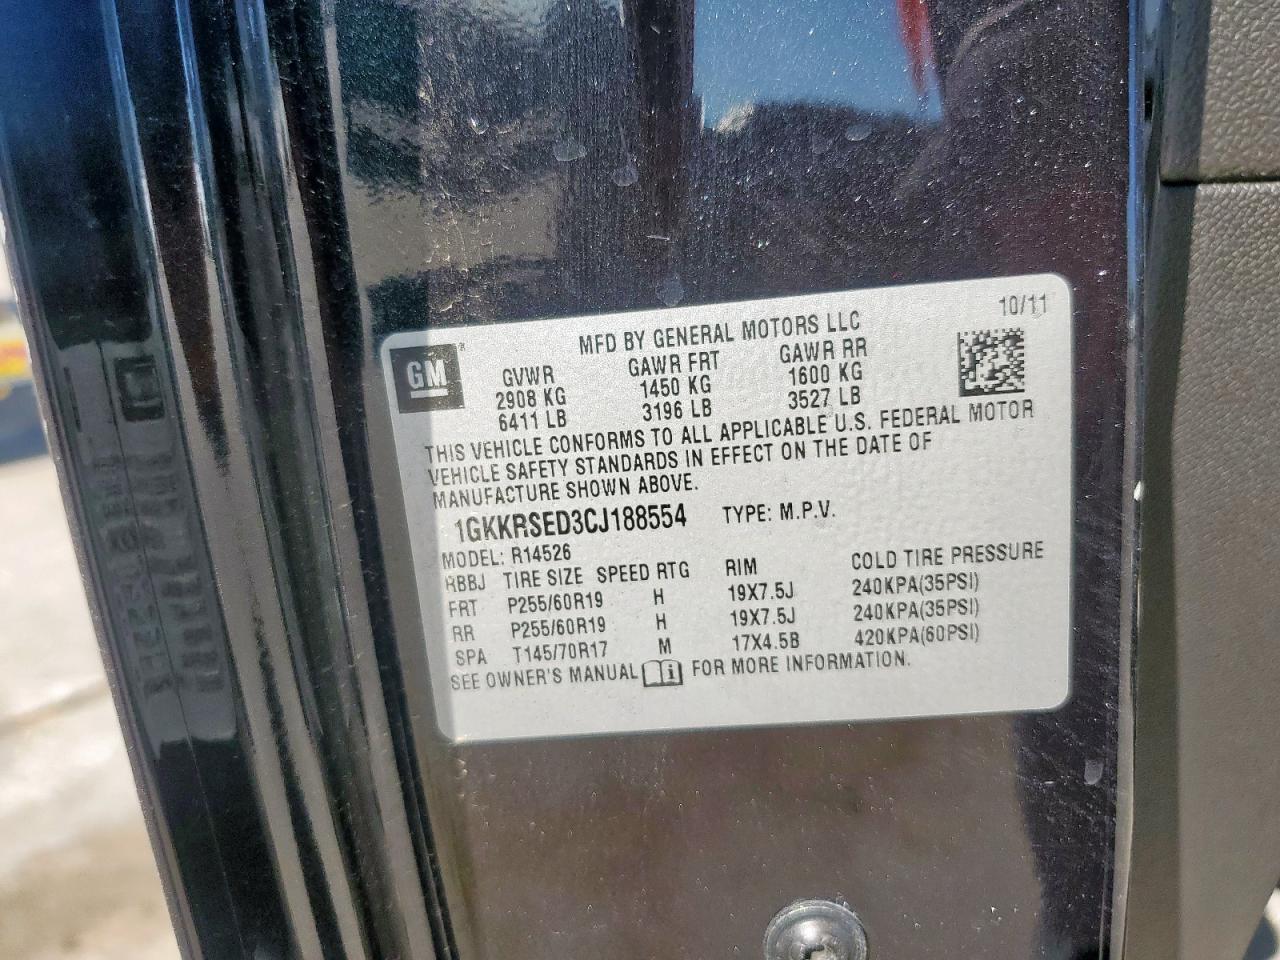 10/11
MFD BY GENERAL MOTORS LLC
GM
GVWR GAWR FRT GAWR RR
2908 KG 1450 KG 1600 KG
6411 LB 3196 LB 3527 LB
THIS VEHICLE CONFORMS TO ALL APPLICABLE U.S. FEDERAL MOTOR
VEHICLE SAFETY STANDARDS IN EFFECT ON THE DATE OF
MANUFACTURE SHOWN ABOVE.
1GKKRSED3CJ188554 TYPE: M.P.V.
MODEL: R14526
RBBJ TIRE SIZE SPEED RTG RIM COLD TIRE PRESSURE
FRT P255/60R19 H 19X7.5J 240KPA(35PSI)
RR P255/60R19 H 19X7.5J 240KPA(35PSI)
SPA T145/70R17 M 17X4.5B 420KPA(60PSI)
SEE OWNER'S MANUAL FOR MORE INFORMATION.